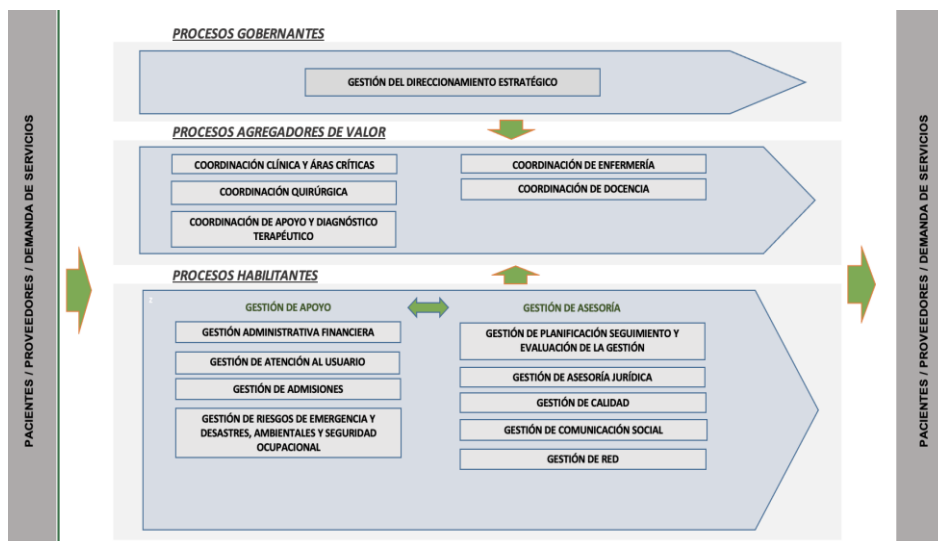 PACIENTES / PROVEEDORES / DEMANDA DE SERVICIOS
PROCESOS GOBERNANTES
GESTIÓN DEL DIRECCIONAMIENTO ESTRATÉGICO
PROCESOS AGREGADORES DE VALOR
COORDINACIÓN CLÍNICA Y ÁRAS CRÍTICAS
COORDINACIÓN QUIRÚRGICA
COORDINACIÓN DE APOYO Y DIAGNÓSTICO
TERAPÉUTICO
COORDINACIÓN DE ENFERMERÍA
COORDINACIÓN DE DOCENCIA
PROCESOS HABILITANTES
GESTIÓN DE APOYO
GESTIÓN ADMINISTRATIVA FINANCIERA
GESTIÓN DE ATENCIÓN AL USUARIO
GESTIÓN DE ADMISIONES
GESTIÓN DE RIESGOS DE EMERGENCIA Y
DESASTRES, AMBIENTALES Y SEGURIDAD
OCUPACIONAL
GESTIÓN DE ASESORÍA
GESTIÓN DE PLANIFICACIÓN SEGUIMIENTO Y
EVALUACIÓN DE LA GESTIÓN
GESTIÓN DE ASESORÍA JURÍDICA
GESTIÓN DE CALIDAD
GESTIÓN DE COMUNICACIÓN SOCIAL
GESTIÓN DE RED
PACIENTES / PROVEEDORES / DEMANDA DE SERVICIOS